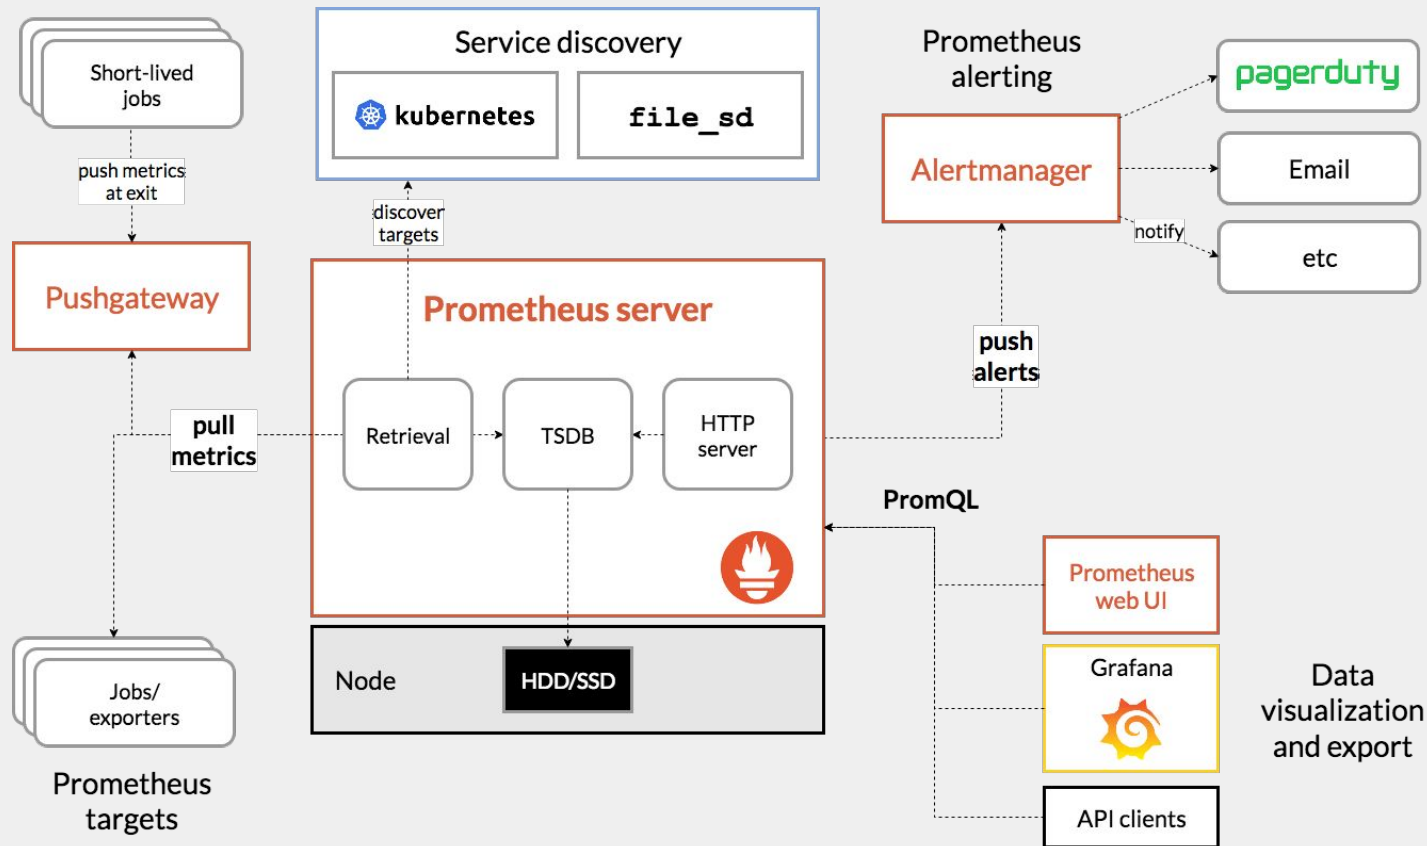 Short-lived
jobs
push metrics
at exit
Pushgateway
Service discovery
kubernetes
file_sd
discover
targets
Prometheus
alerting
Alertmanager
pagerduty
Email
notify
etc
Prometheus server
Retrieval
TSDB
HTTP
server
pull
metrics
push
alerts
PromQL
Node
HDD/SSD
Jobs/
exporters
Prometheus
targets
Prometheus
web UI
Grafana
API clients
Data
visualization
and export